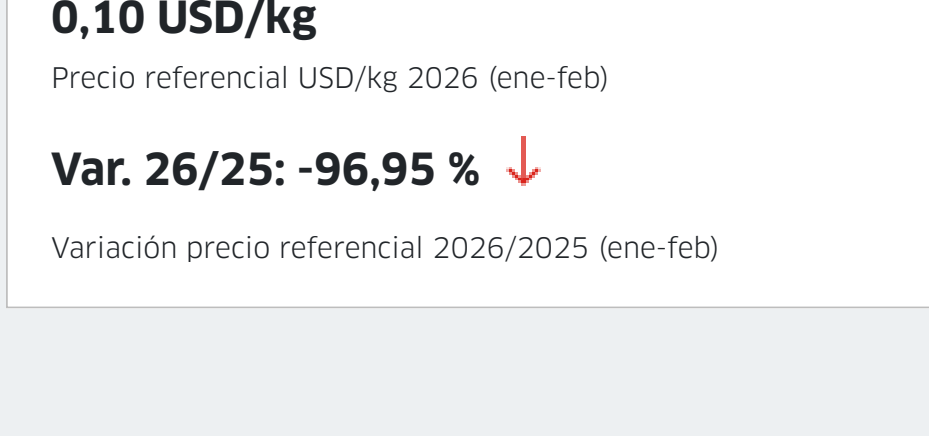 0,10 USD/kg
Precio referencial USD/kg 2026 (ene-feb)
Var. 26/25: -96,95 %
Variación precio referencial 2026/2025 (ene-feb)